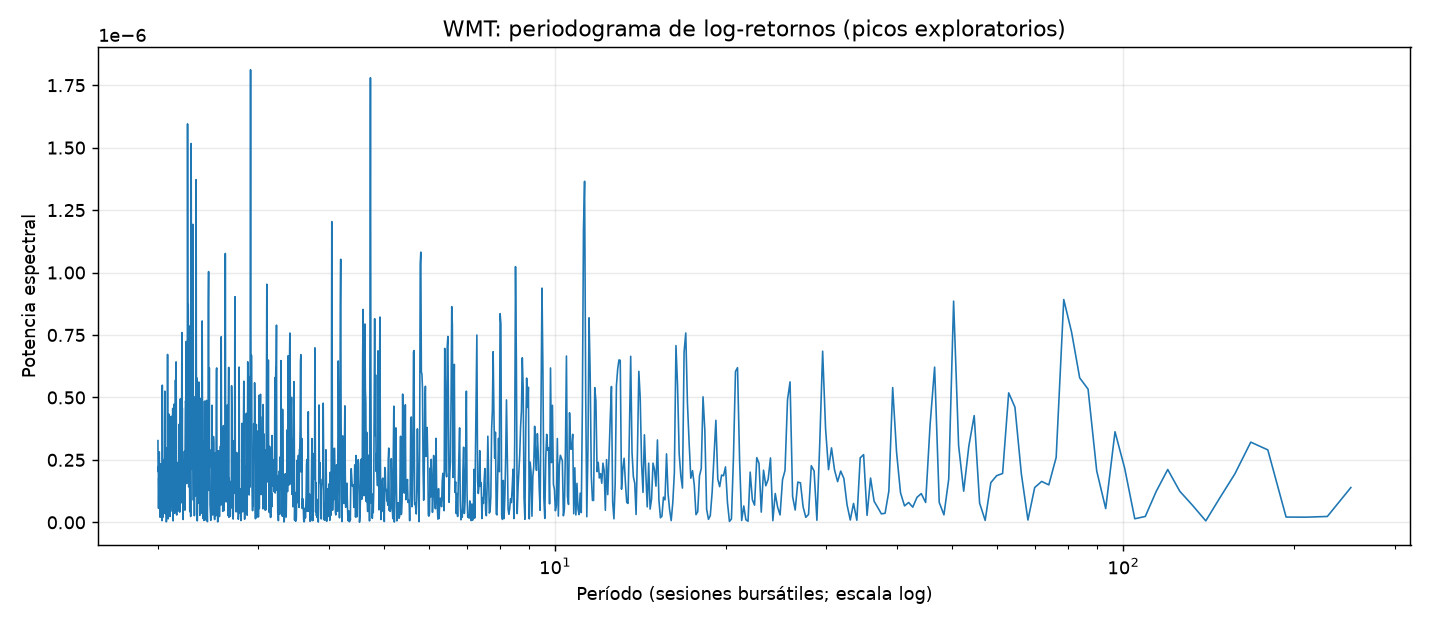 WMT: periodograma de log-retornos (picos exploratorios)
1e−6
1.75
1.50
1.25
1.00
0.75
0.50
0.25
0.00
Potencia espectral
10¹
10²
Período (sesiones bursátiles; escala log)